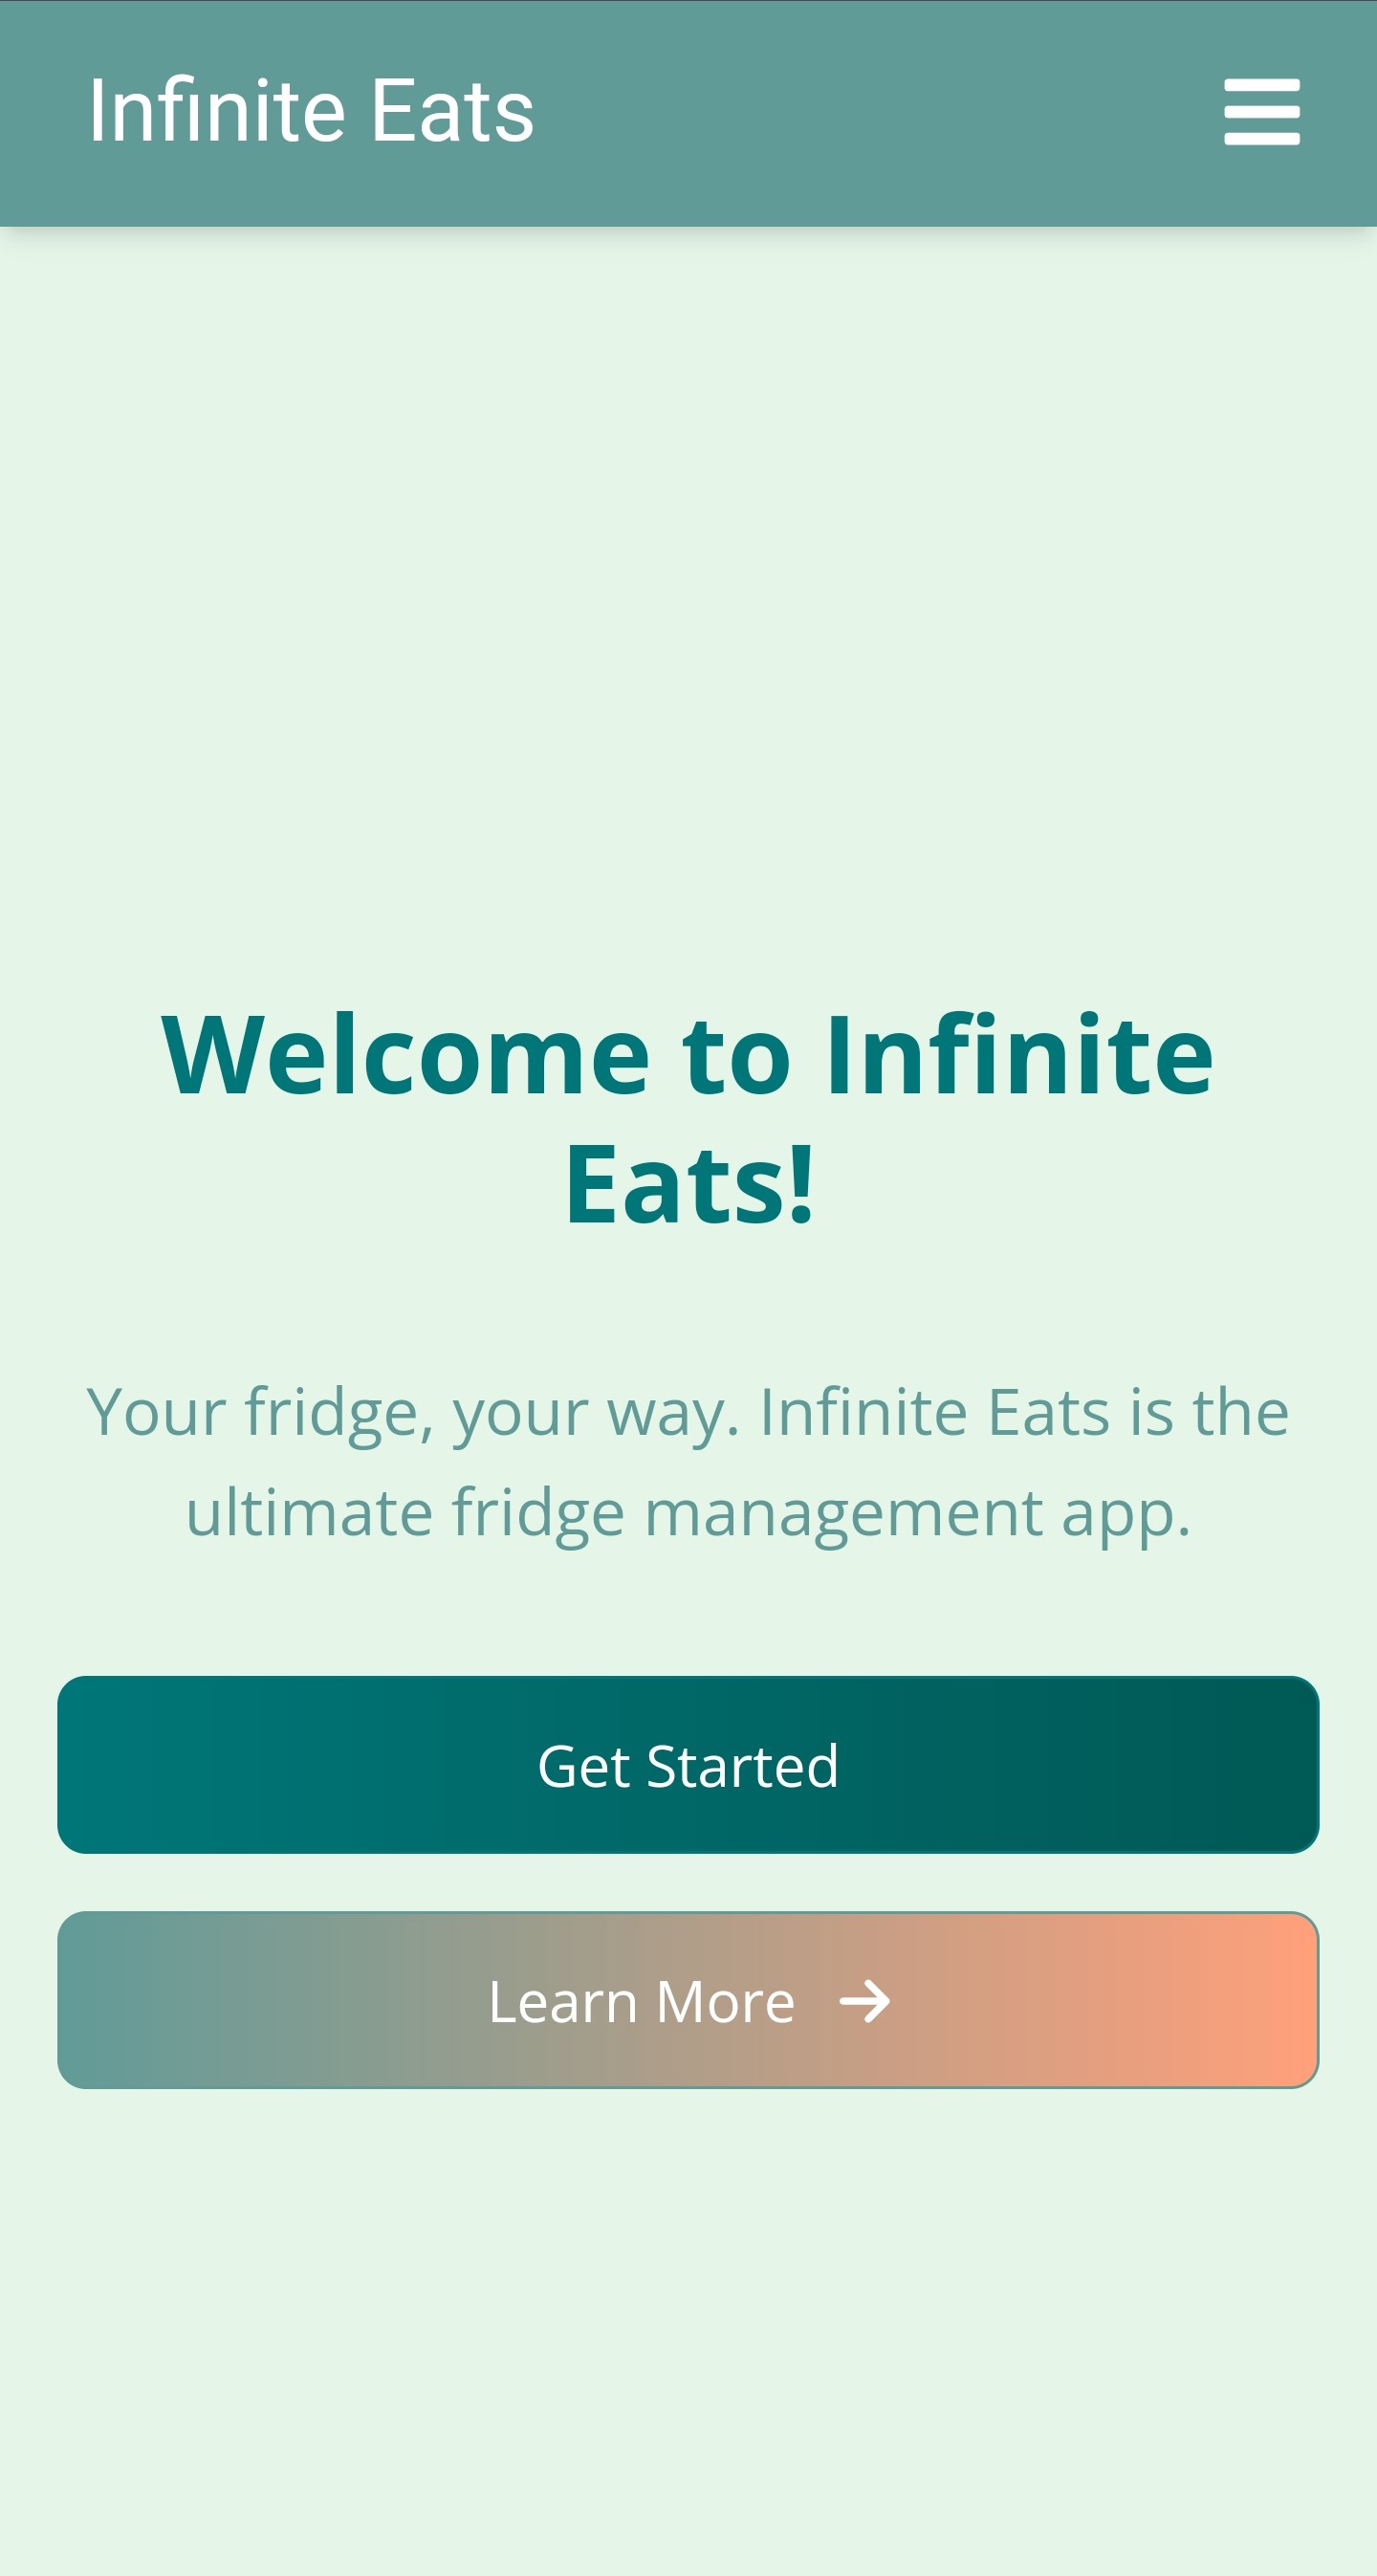 Infinite Eats
Welcome to Infinite
Eats!
Your fridge, your way. Infinite Eats is the
ultimate fridge management app.
Get Started
Learn More